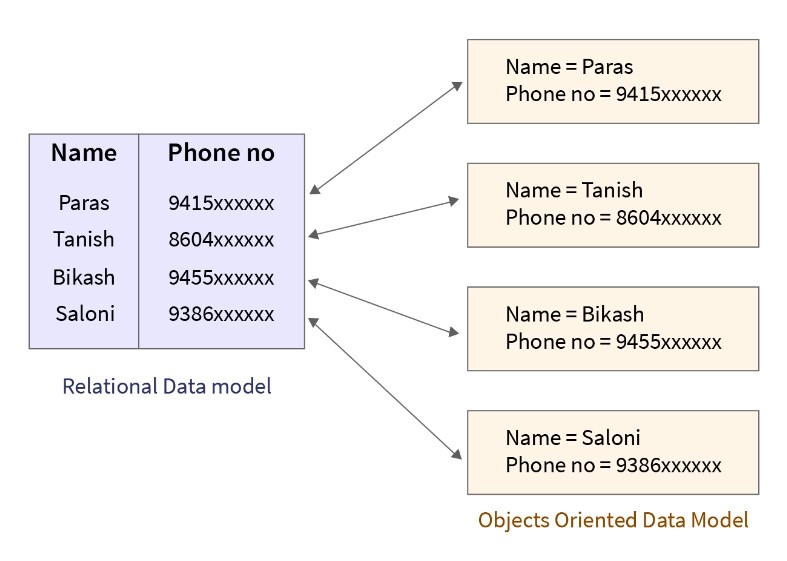 Name Phone no
Paras 9415xxxxxx
Tanish 8604xxxxxx
Bikash 9455xxxxxx
Saloni 9386xxxxxx
Relational Data model
Name = Paras
Phone no = 9415xxxxxx
Name = Tanish
Phone no = 8604xxxxxx
Name = Bikash
Phone no = 9455xxxxxx
Name = Saloni
Phone no = 9386xxxxxx
Objects Oriented Data Model